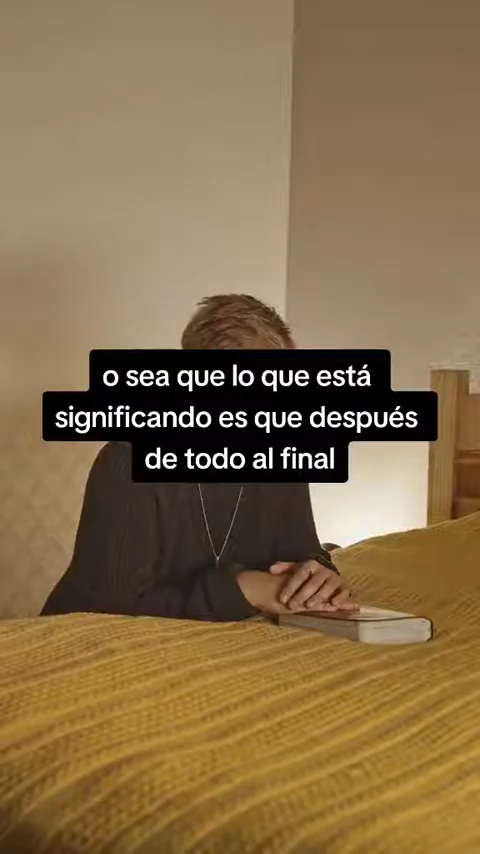 o sea que lo que está
significando es que después
de todo al final